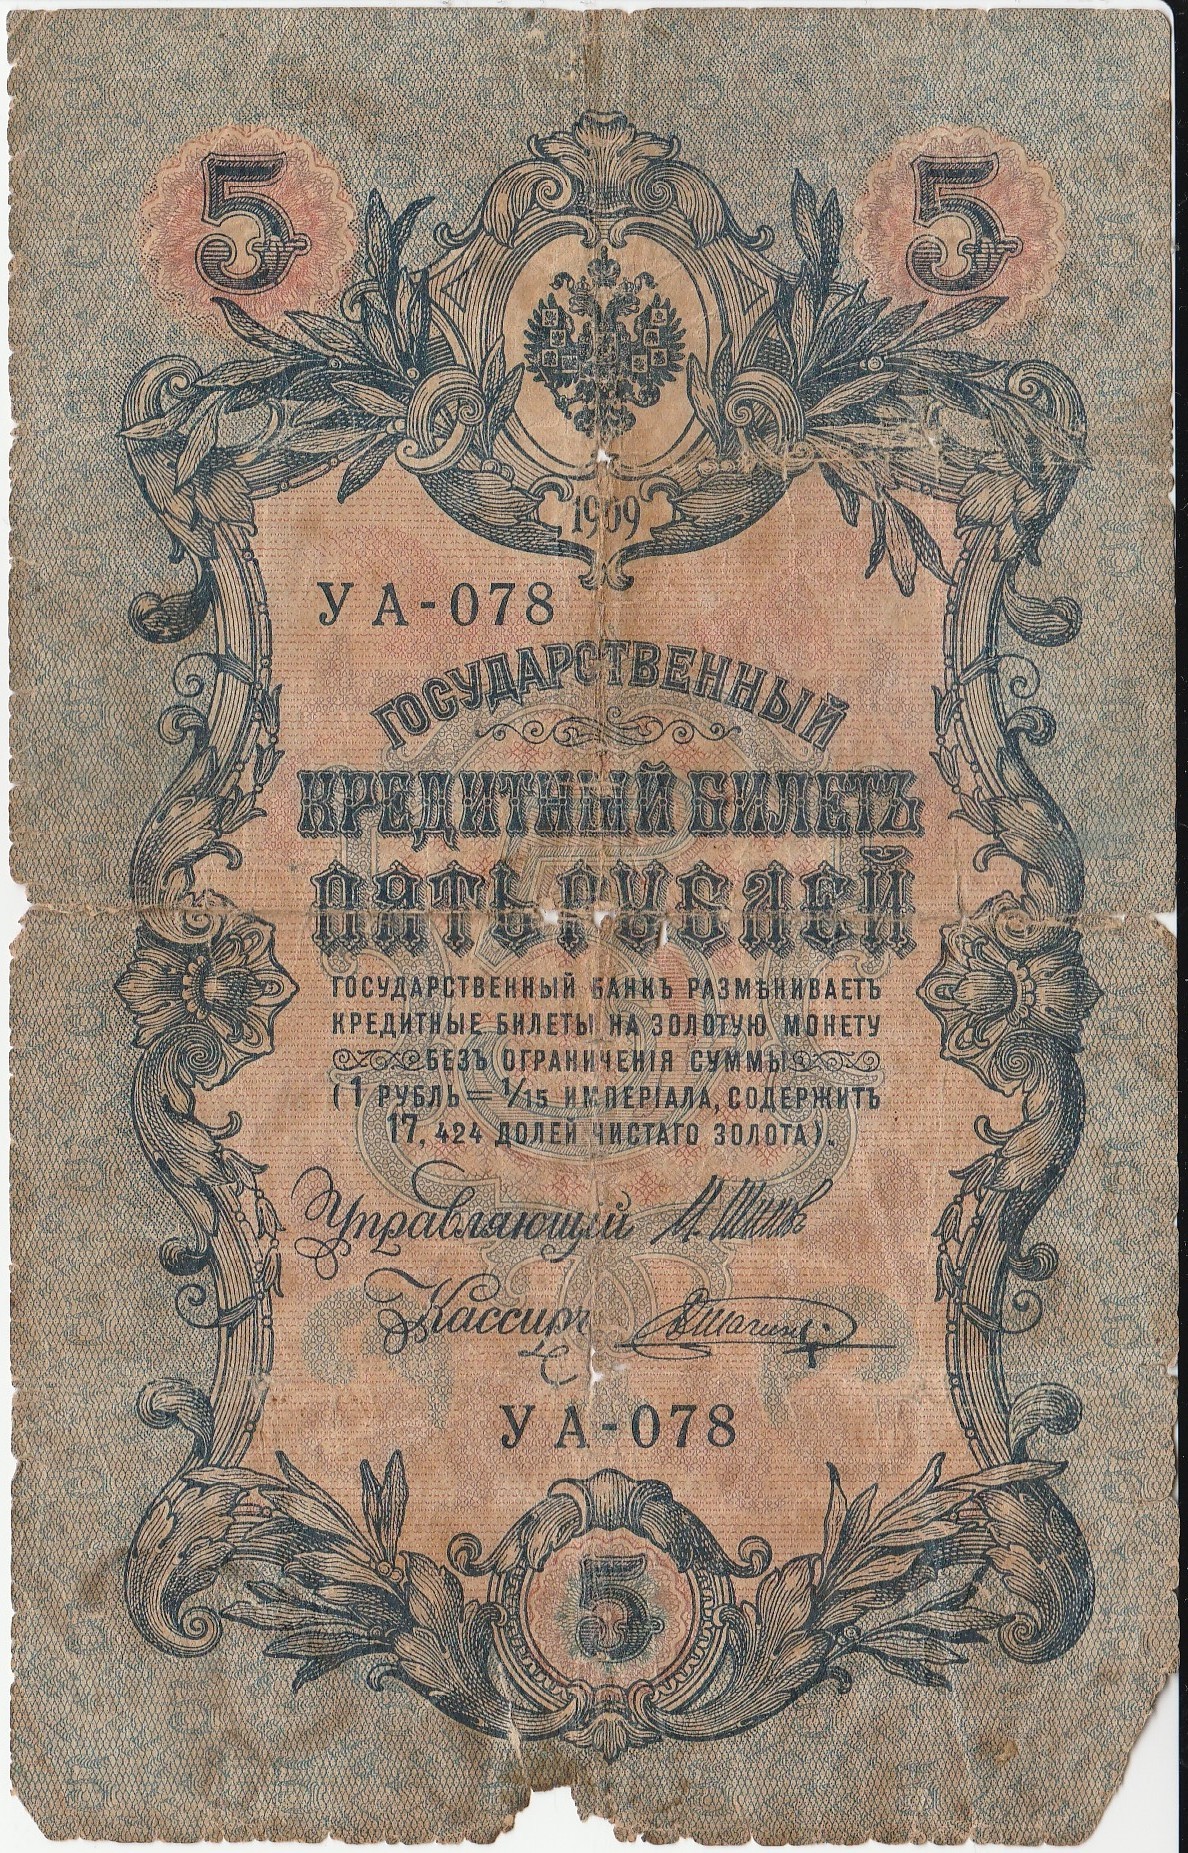 5 5
1909
УА-078
ГОСУДАРСТВЕННЫЙ
КРЕДИТНЫЙ БИЛЕТЪ
ПЯТЬ РУБЛЕЙ
ГОСУДАРСТВЕННЫЙ БАНКЪ РАЗМѢНИВАЕТЪ
КРЕДИТНЫЕ БИЛЕТЫ НА ЗОЛОТУЮ МОНЕТУ
БЕЗЪ ОГРАНИЧЕНІЯ СУММЫ
(1 РУБЛЬ = 1/15 ИМПЕРІАЛА, СОДЕРЖИТЪ
17,424 ДОЛЕЙ ЧИСТАГО ЗОЛОТА).
Управляющій И. Шиповъ
Кассиръ
УА-078
5